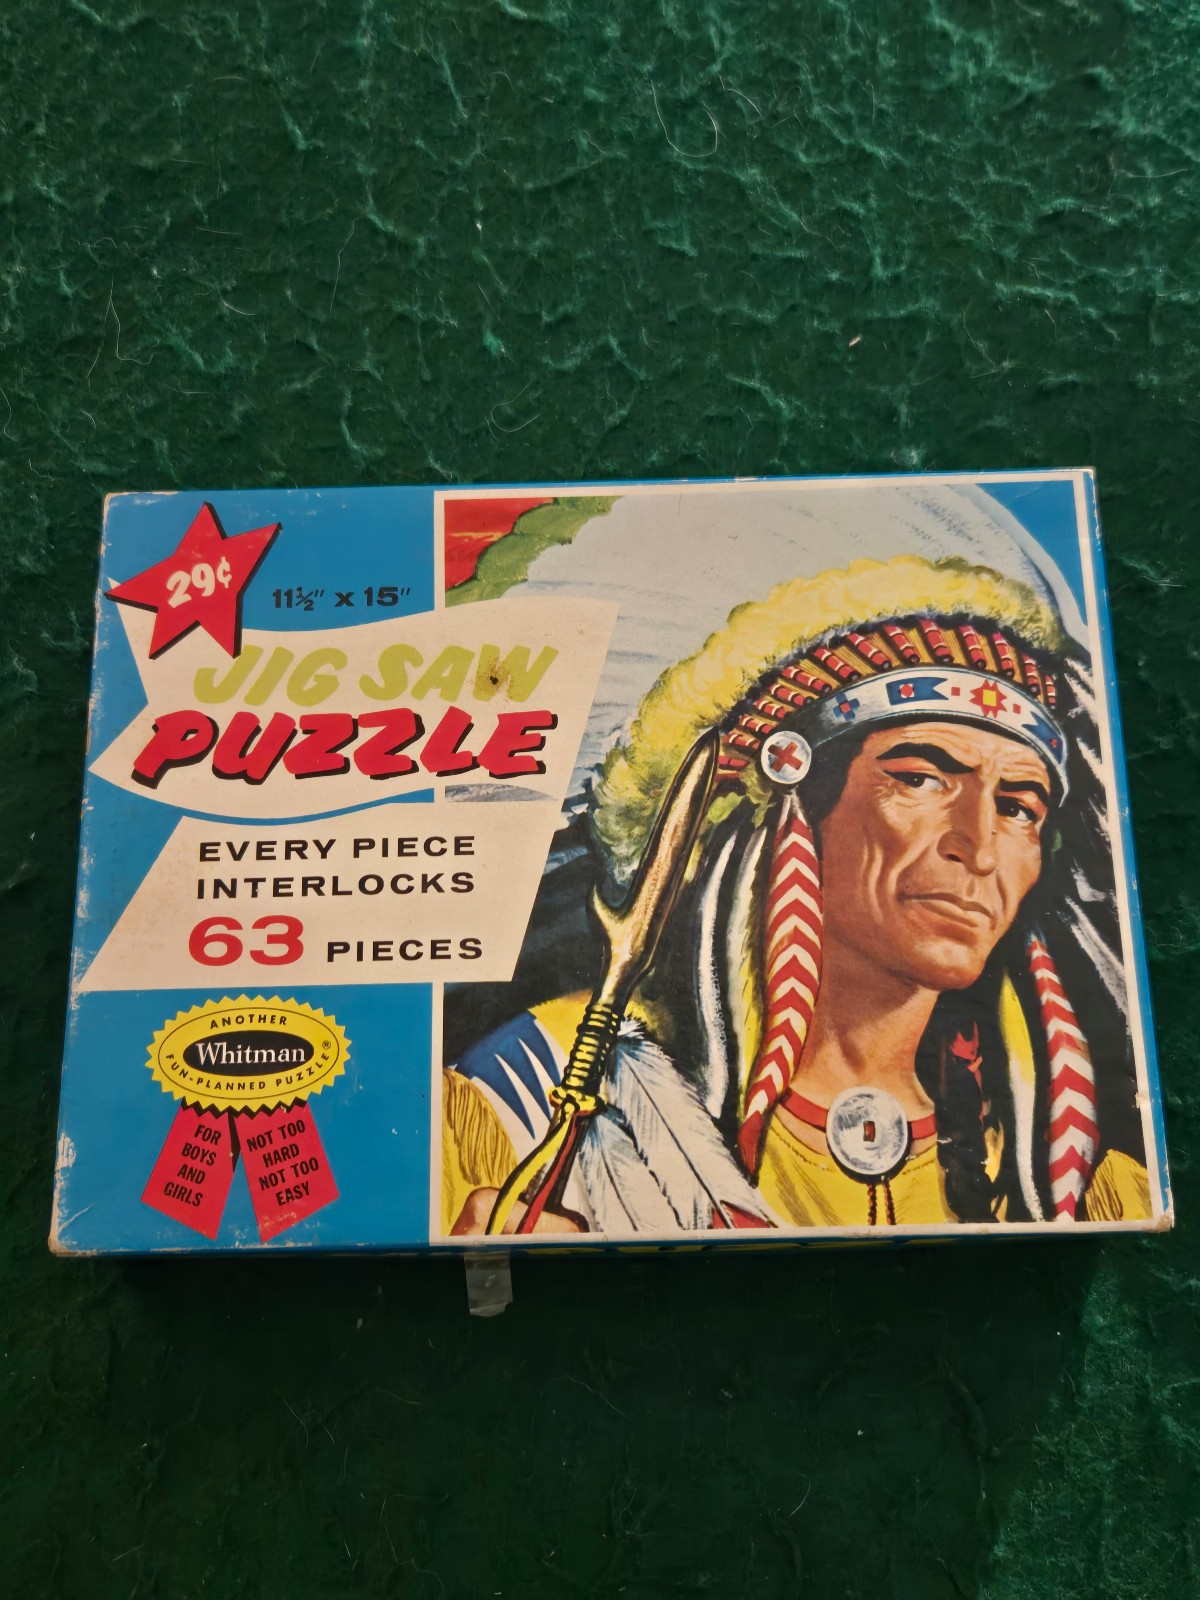 29¢
11½" x 15"
JIG SAW
PUZZLE
EVERY PIECE
INTERLOCKS
63 PIECES
ANOTHER
Whitman®
FUN-PLANNED PUZZLE
FOR
BOYS
AND
GIRLS
NOT TOO
HARD
NOT TOO
EASY